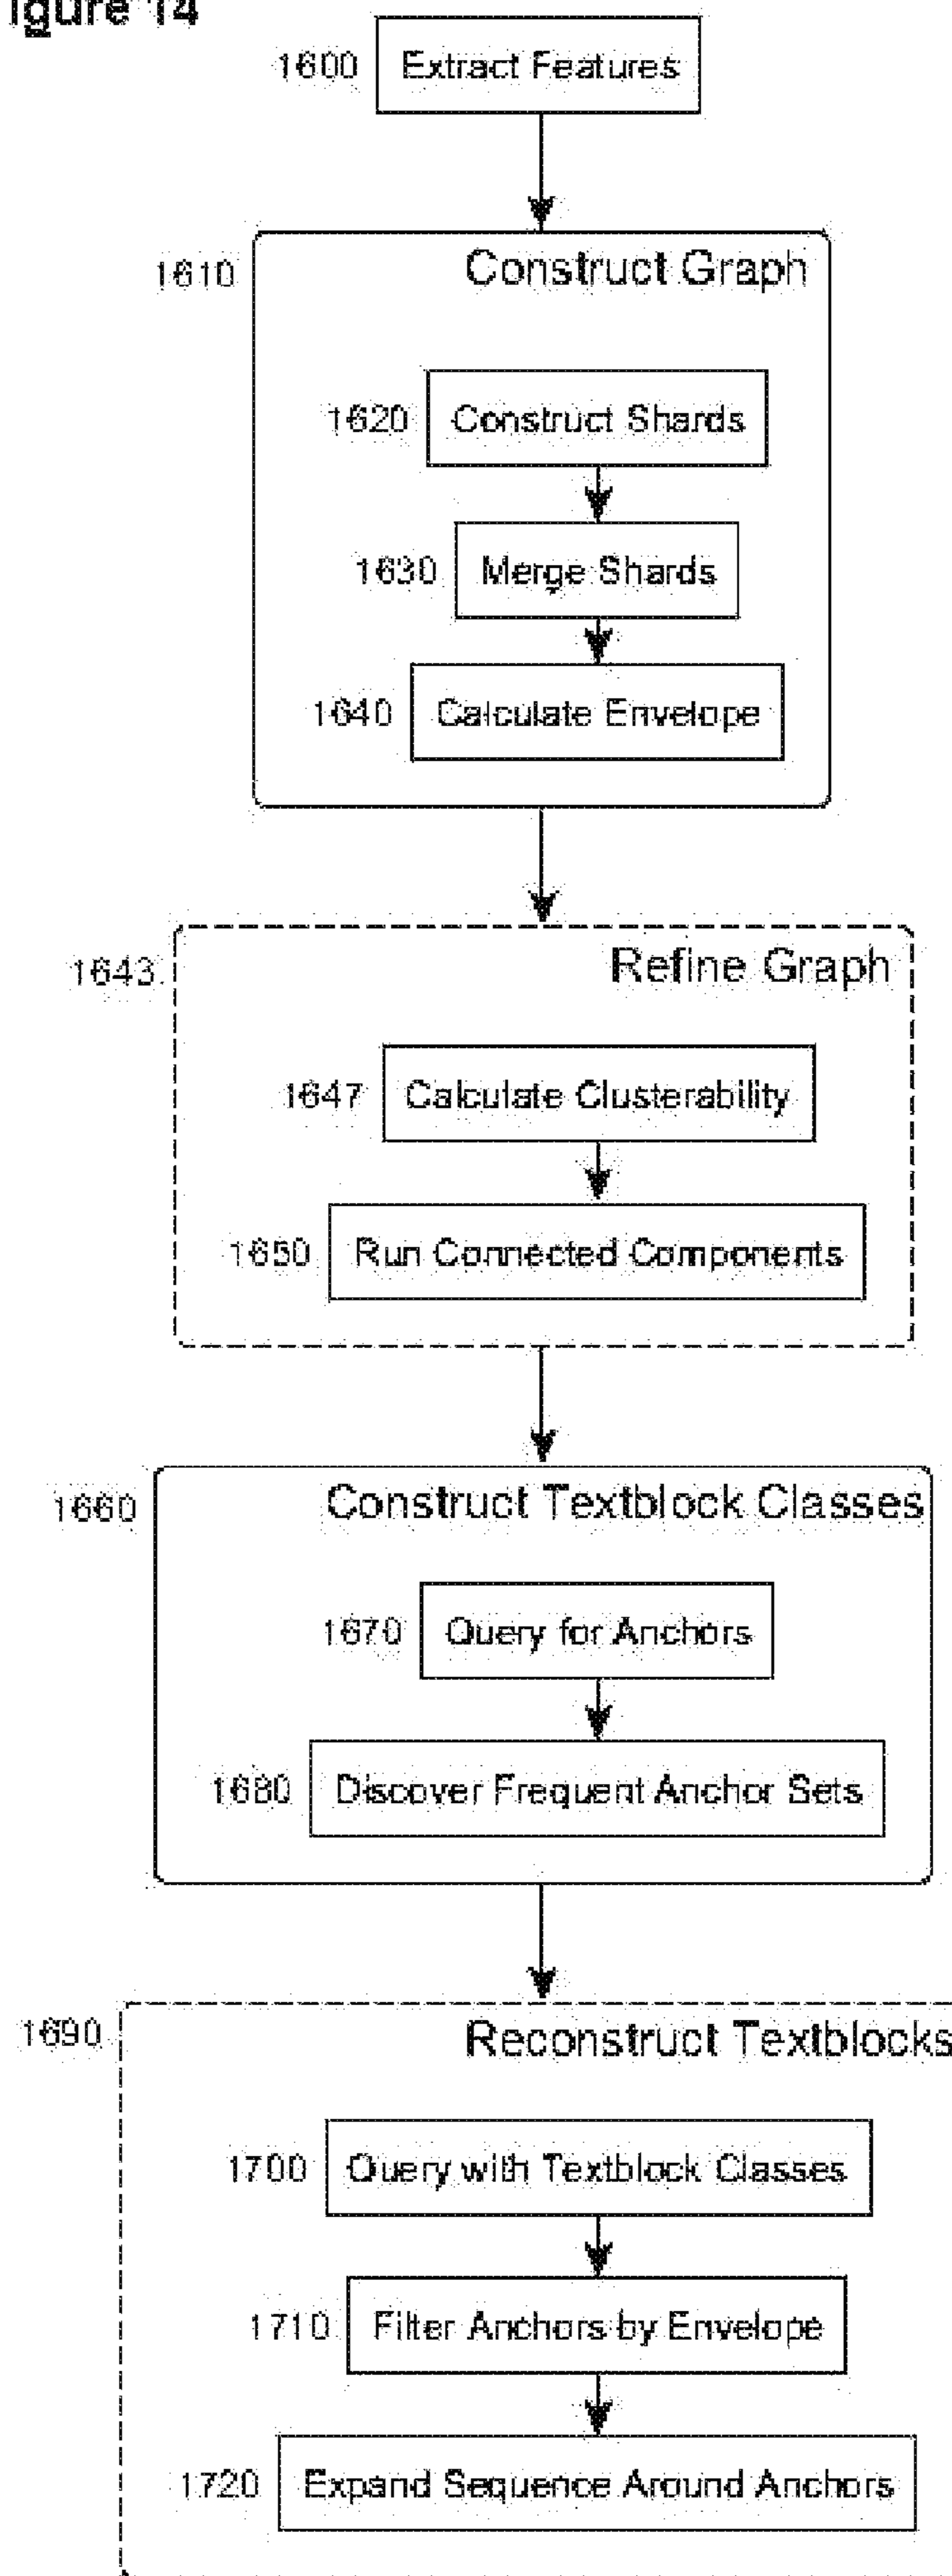 igure 14
1600 Extract Features
1610 Construct Graph
1620 Construct Shards
1630 Merge Shards
1640 Calculate Envelope
1643 Refine Graph
1647 Calculate Clusterability
1650 Run Connected Components
1660 Construct Textblock Classes
1670 Query for Anchors
1680 Discover Frequent Anchor Sets
1690 Reconstruct Textblocks
1700 Query with Textblock Classes
1710 Filter Anchors by Envelope
1720 Expand Sequence Around Anchors